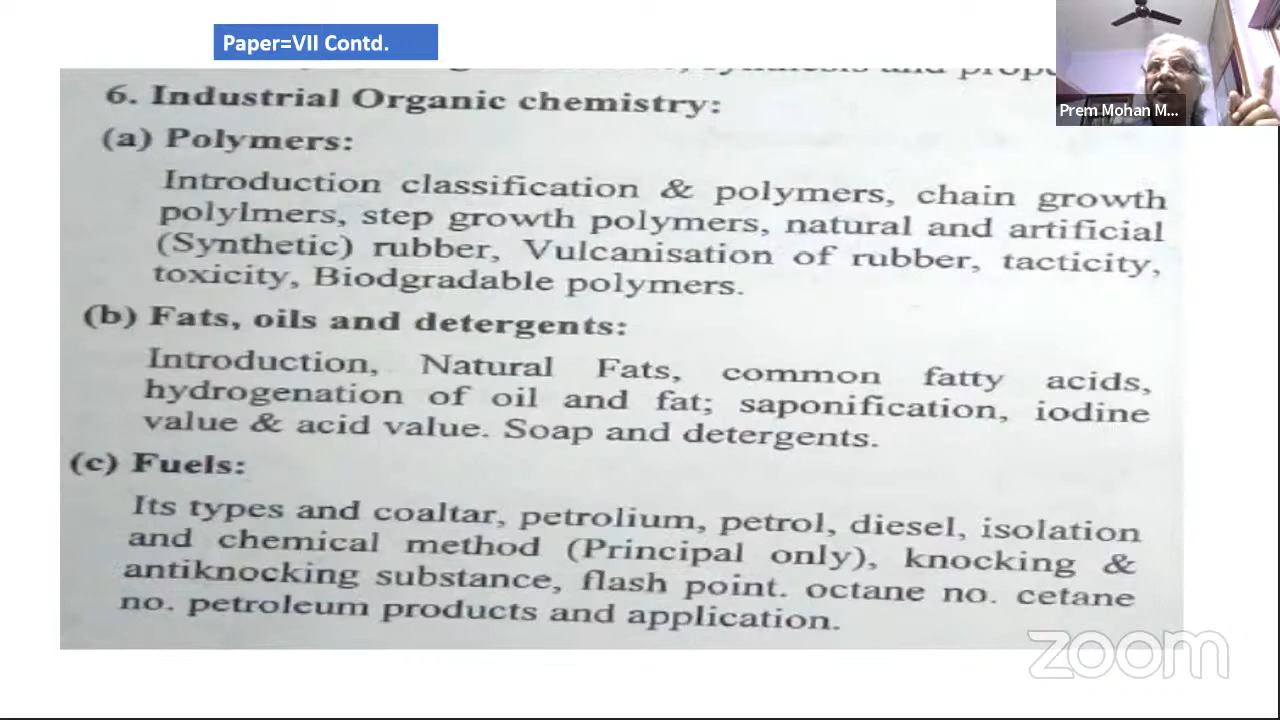 Paper=VII Contd.
Prem Mohan M...
6. Industrial Organic chemistry:
(a) Polymers:
Introduction classification & polymers, chain growth
polylmers, step growth polymers, natural and artificial
(Synthetic) rubber, Vulcanisation of rubber, tacticity,
toxicity, Biodgradable polymers.
(b) Fats, oils and detergents:
Introduction, Natural Fats, common fatty acids,
hydrogenation of oil and fat; saponification, iodine
value & acid value. Soap and detergents.
(c) Fuels:
Its types and coaltar, petrolium, petrol, diesel, isolation
and chemical method (Principal only), knocking &
antiknocking substance, flash point. octane no. cetane
no. petroleum products and application.
zoom